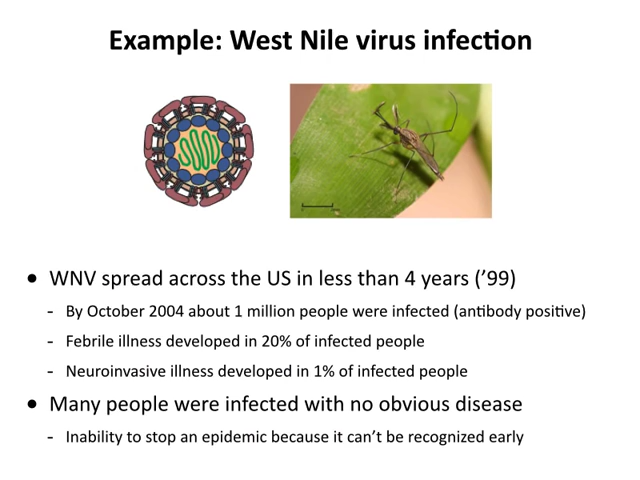 Example: West Nile virus infection
• WNV spread across the US in less than 4 years (’99)
- By October 2004 about 1 million people were infected (antibody positive)
- Febrile illness developed in 20% of infected people
- Neuroinvasive illness developed in 1% of infected people
• Many people were infected with no obvious disease
- Inability to stop an epidemic because it can’t be recognized early